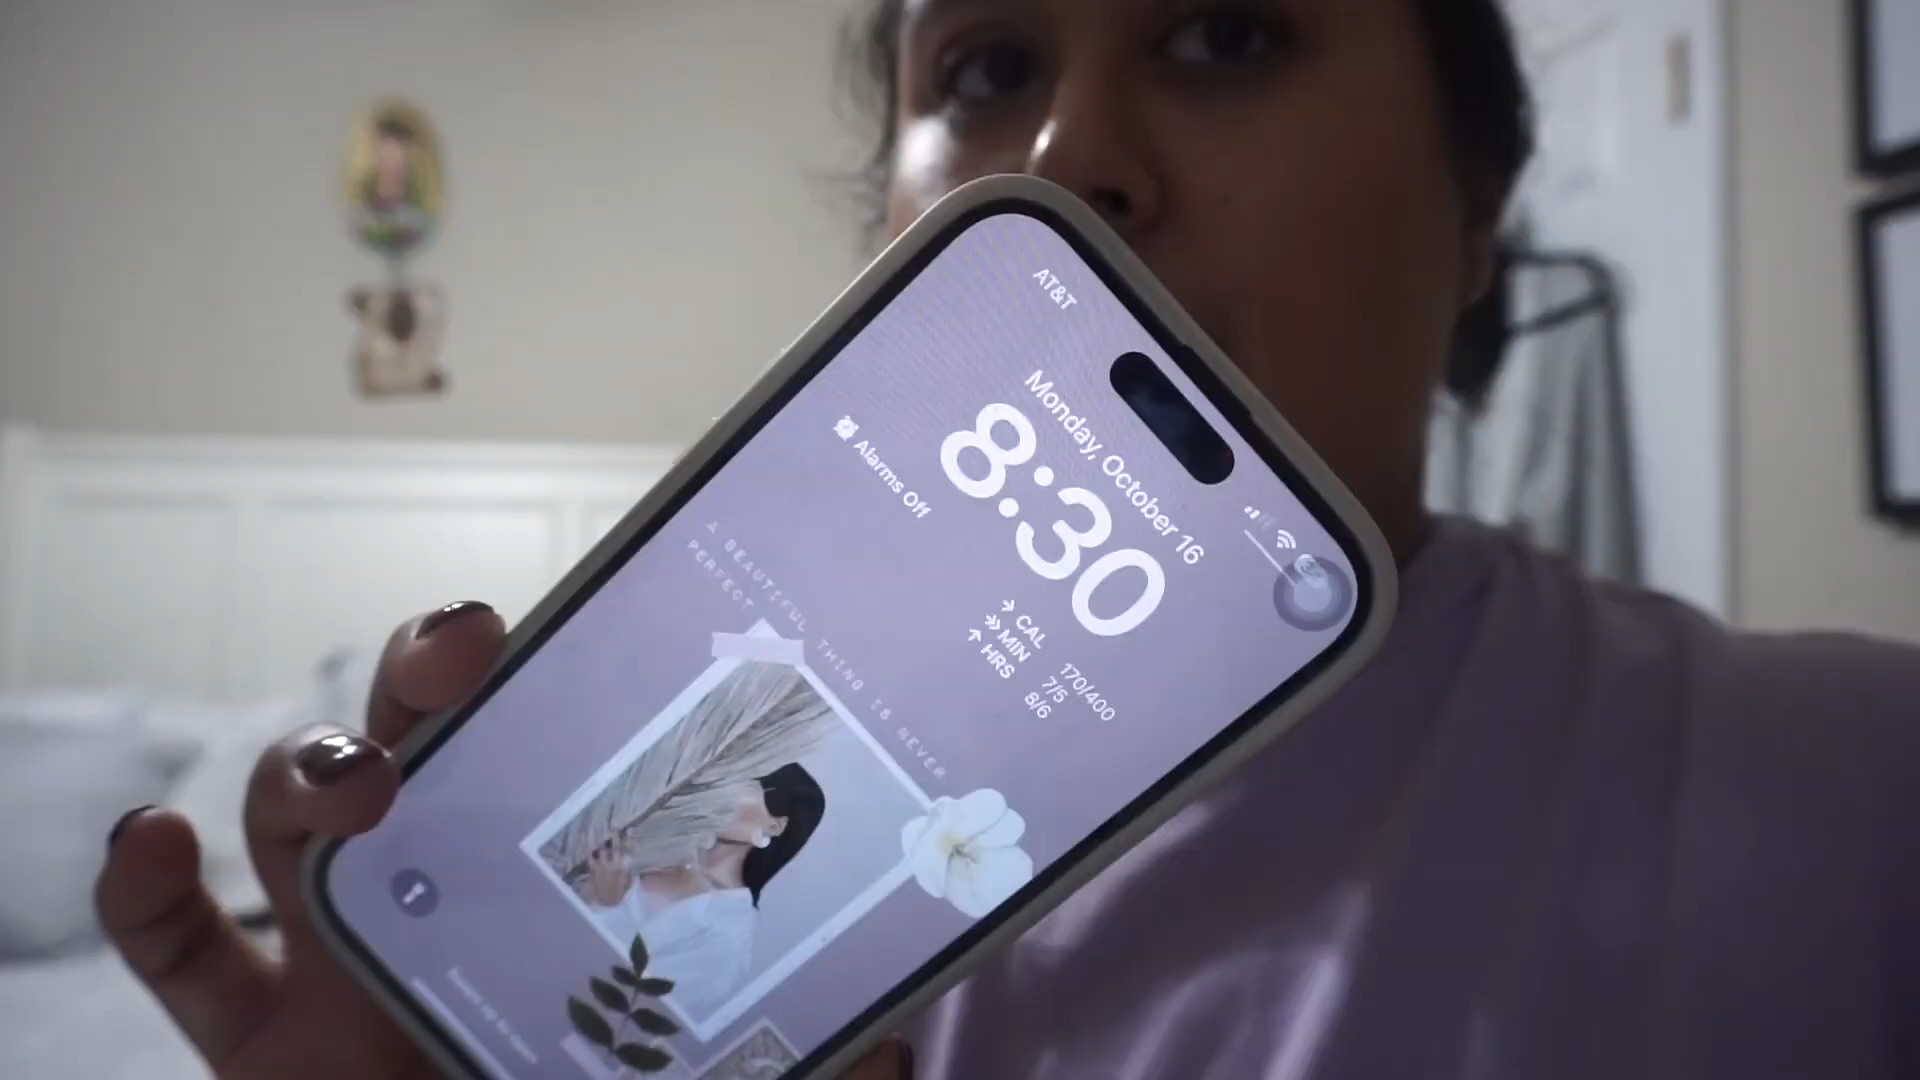 AT&T
Monday, October 16
8:30
Alarms Off
CAL 170/400
MIN 7/5
HRS 8/6
A BEAUTIFUL THING IS NEVER
PERFECT